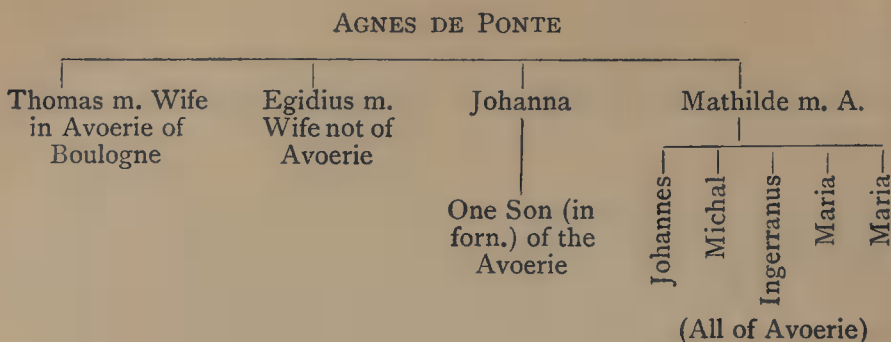 AGNES DE PONTE
Thomas m. Wife
in Avoerie of
Boulogne
Egidius m.
Wife not of
Avoerie
Johanna
One Son (in
forn.) of the
Avoerie
Mathilde m. A.
Johannes
Michal
Ingerranus
Maria
Maria
(All of Avoerie)